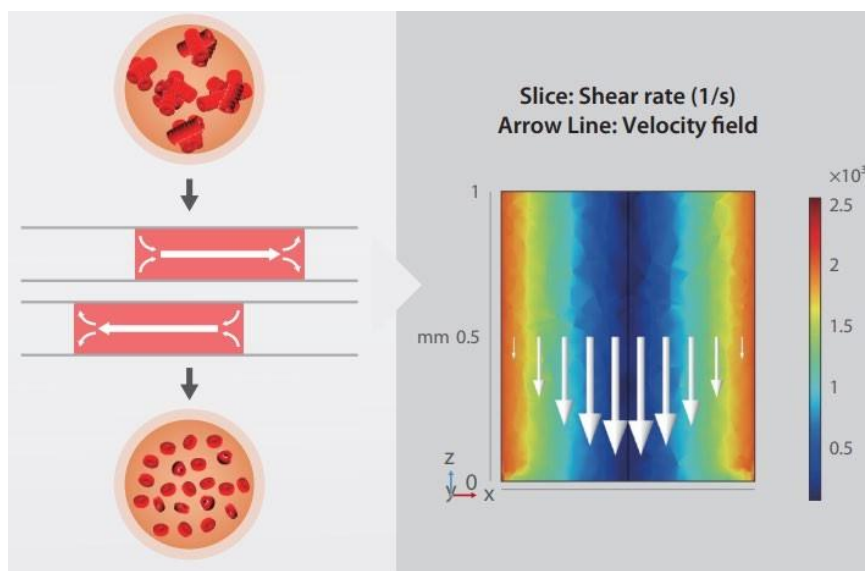 Slice: Shear rate (1/s)
Arrow Line: Velocity field
×10³
1
2.5
2
mm 0.5
1.5
1
z
0.5
0
y x